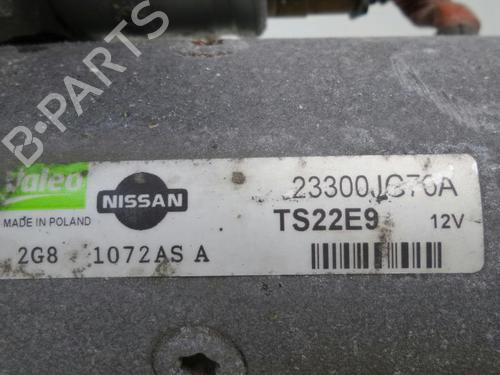 B-PARTS
Valeo
MADE IN POLAND
NISSAN
23300JG70A
TS22E9 12V
2G8 1072AS A